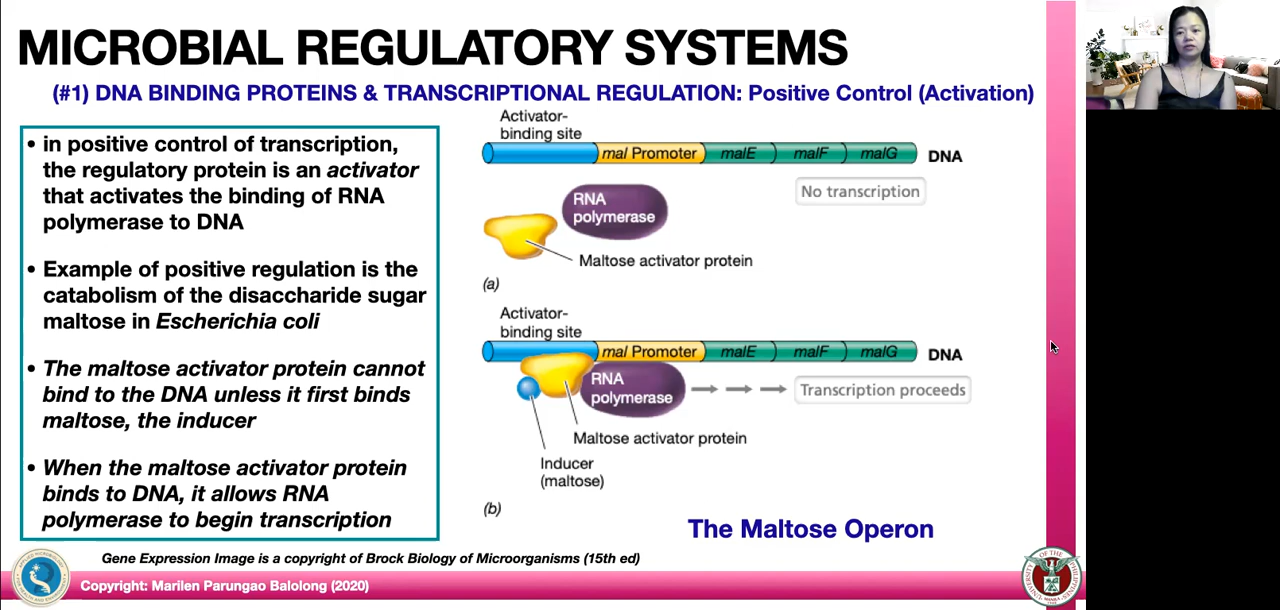 MICROBIAL REGULATORY SYSTEMS
(#1) DNA BINDING PROTEINS & TRANSCRIPTIONAL REGULATION: Positive Control (Activation)
• in positive control of transcription,
the regulatory protein is an activator
that activates the binding of RNA
polymerase to DNA
• Example of positive regulation is the
catabolism of the disaccharide sugar
maltose in Escherichia coli
• The maltose activator protein cannot
bind to the DNA unless it first binds
maltose, the inducer
• When the maltose activator protein
binds to DNA, it allows RNA
polymerase to begin transcription
Activator-
binding site
mal Promoter malE malF malG DNA
No transcription
RNA
polymerase
Maltose activator protein
(a)
Activator-
binding site
mal Promoter malE malF malG DNA
RNA
polymerase
Transcription proceeds
Maltose activator protein
Inducer
(maltose)
(b)
The Maltose Operon
Gene Expression Image is a copyright of Brock Biology of Microorganisms (15th ed)
Copyright: Marilen Parungao Balolong (2020)